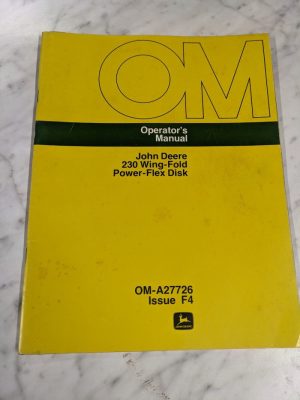 OM
Operator's
Manual
John Deere
230 Wing-Fold
Power-Flex Disk
OM-A27726
Issue F4